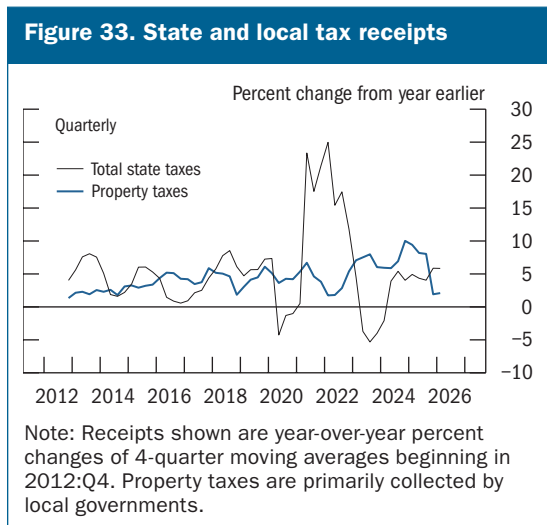 Figure 33. State and local tax receipts
Percent change from year earlier
Quarterly
Total state taxes
Property taxes
30
25
20
15
10
5
0
−5
−10
2012 2014 2016 2018 2020 2022 2024 2026
Note: Receipts shown are year-over-year percent
changes of 4-quarter moving averages beginning in
2012:Q4. Property taxes are primarily collected by
local governments.